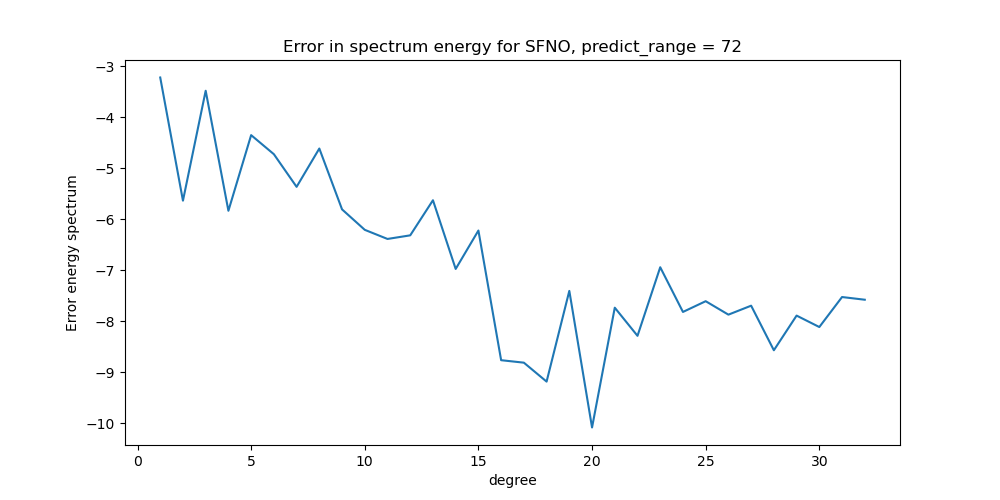 Error in spectrum energy for SFNO, predict_range = 72
Error energy spectrum
−3
−4
−5
−6
−7
−8
−9
−10
0 5 10 15 20 25 30
degree